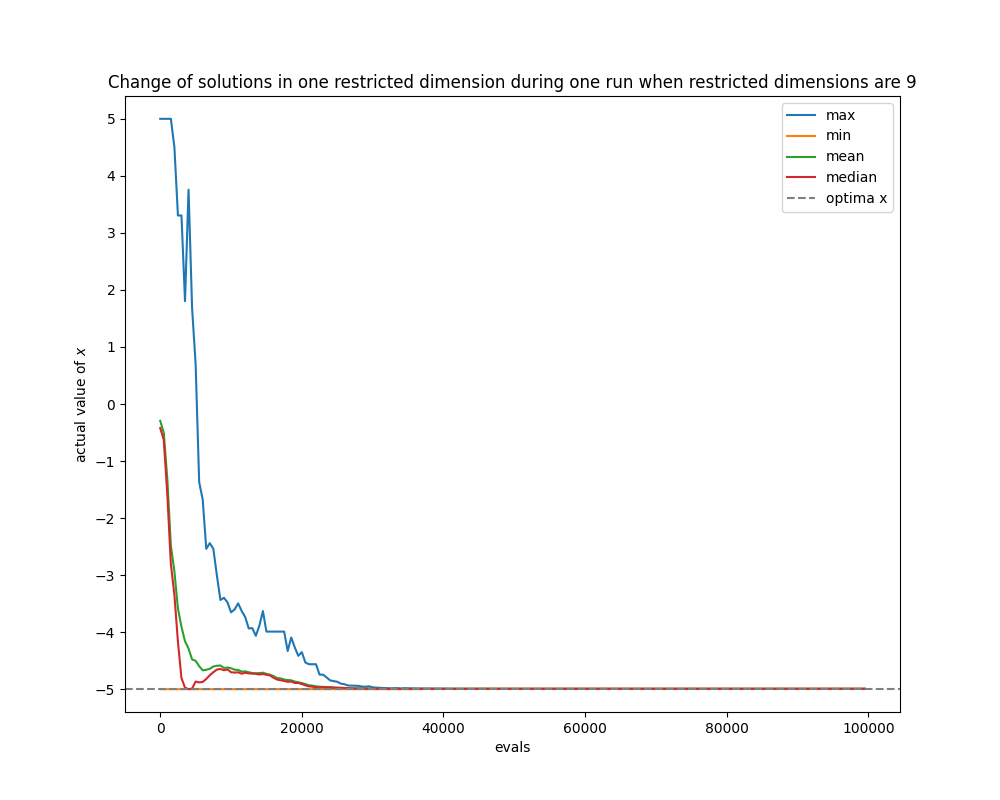 Change of solutions in one restricted dimension during one run when restricted dimensions are 9
max
min
mean
median
optima x
5
4
3
2
1
0
−1
−2
−3
−4
−5
actual value of x
0
20000
40000
60000
80000
100000
evals